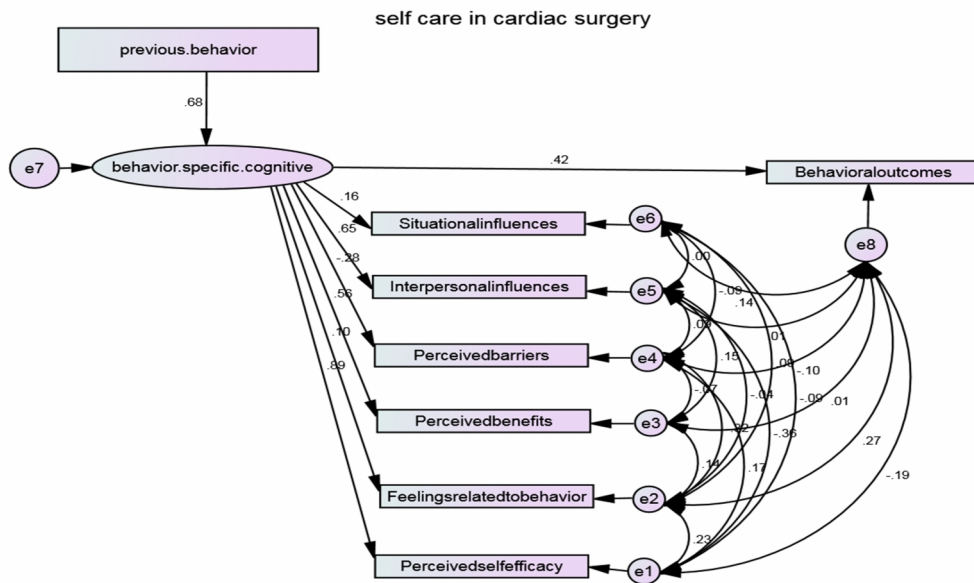 self care in cardiac surgery
previous.behavior
.68
e7
behavior.specific.cognitive
.42
Behavioraloutcomes
.16
Situationalinfluences
e6
e8
.65
.00
-.28
Interpersonalinfluences
e5
-.09
.14
.56
.09
.01
Perceivedbarriers
e4
.15
.08
-.10
.10
-.07
-.04
-.09
.01
.89
Perceivedbenefits
e3
-.36
.27
.14
.17
-.19
Feelingsrelatedtobehavior
e2
.23
Perceivedselfefficacy
e1